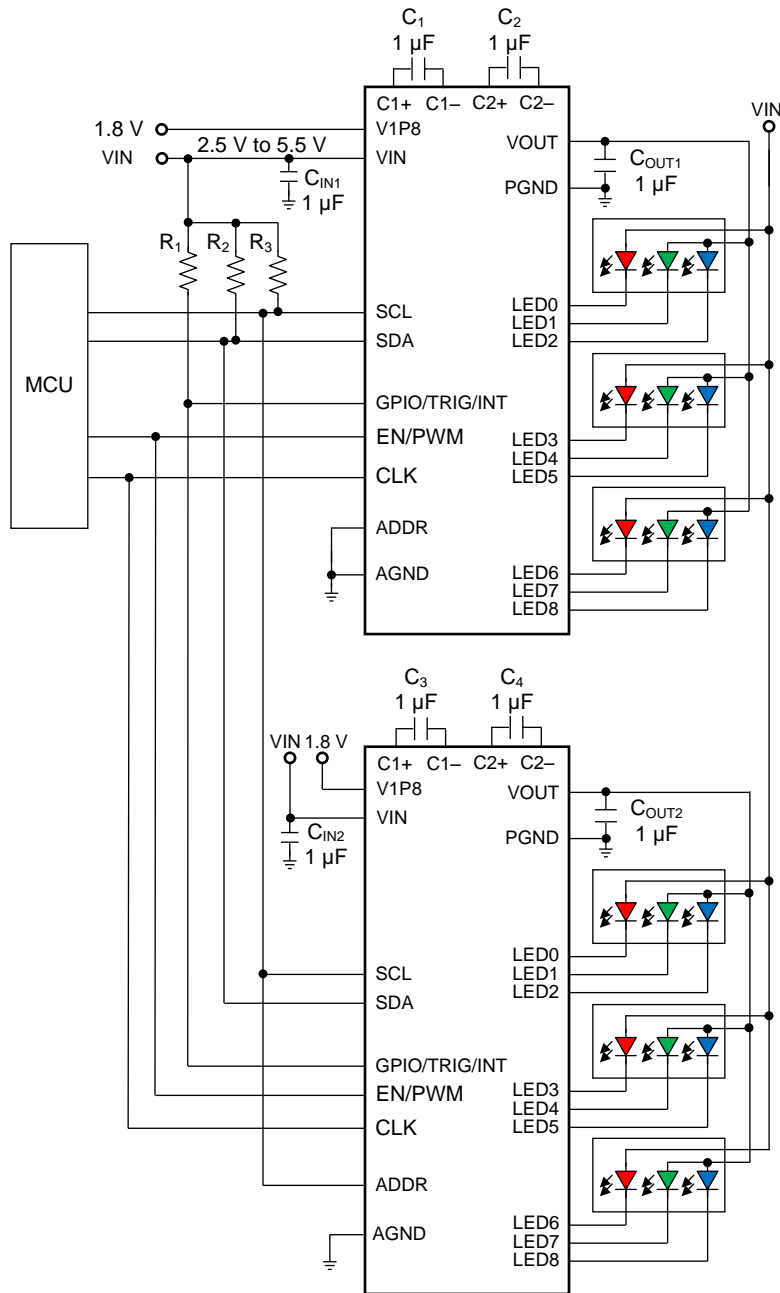 C1
1 µF
C2
1 µF
C1+ C1– C2+ C2–
VIN
1.8 V
V1P8
VOUT
VIN
2.5 V to 5.5 V
VIN
CIN1
1 µF
COUT1
1 µF
PGND
R1 R2 R3
MCU
SCL
LED0
LED1
SDA
LED2
GPIO/TRIG/INT
EN/PWM
LED3
LED4
CLK
LED5
ADDR
AGND
LED6
LED7
LED8
C3
1 µF
C4
1 µF
VIN 1.8 V
C1+ C1– C2+ C2–
V1P8
VOUT
VIN
CIN2
1 µF
COUT2
1 µF
PGND
LED0
SCL
LED1
LED2
SDA
GPIO/TRIG/INT
EN/PWM
LED3
LED4
CLK
LED5
ADDR
LED6
AGND
LED7
LED8